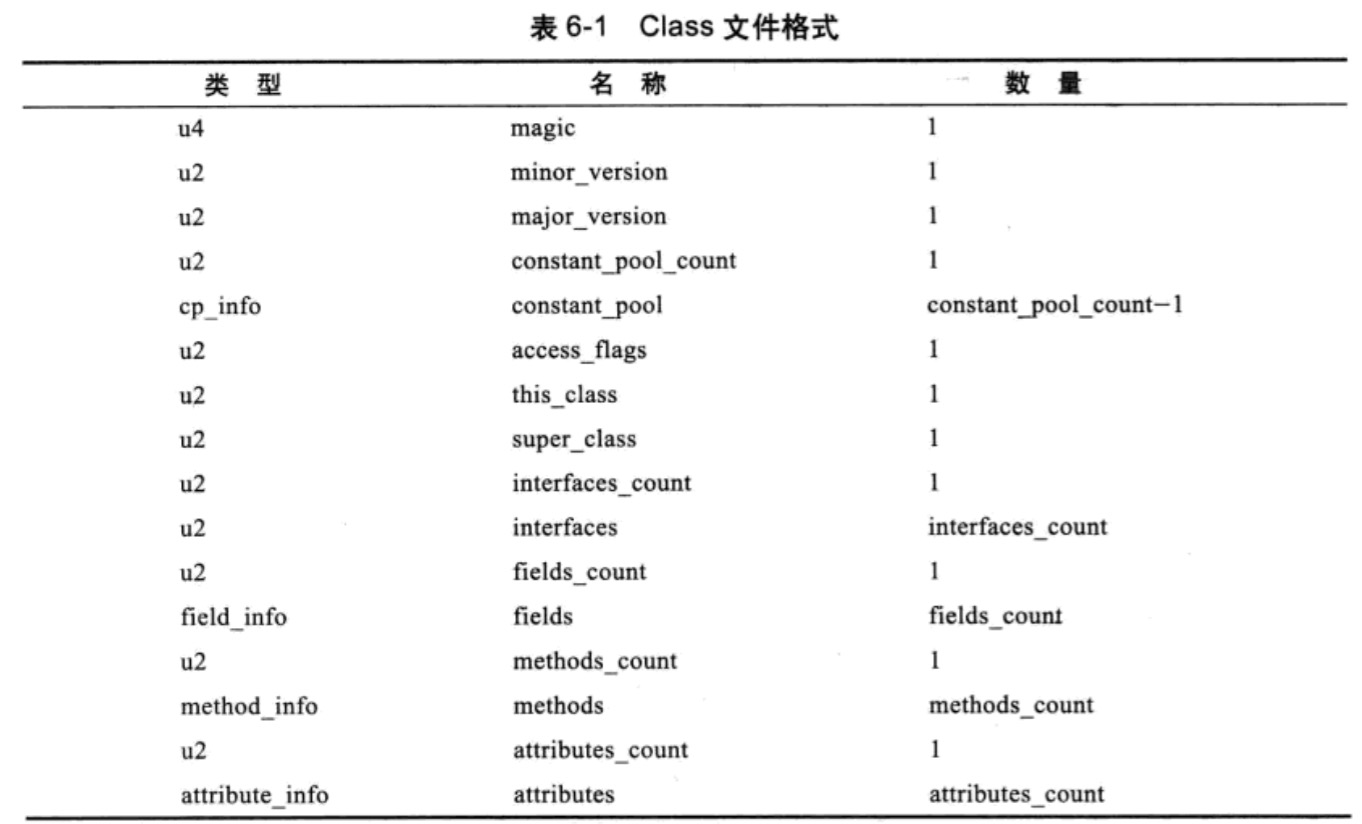 表 6-1 Class 文件格式
类 型 名 称 数 量
u4 magic 1
u2 minor_version 1
u2 major_version 1
u2 constant_pool_count 1
cp_info constant_pool constant_pool_count−1
u2 access_flags 1
u2 this_class 1
u2 super_class 1
u2 interfaces_count 1
u2 interfaces interfaces_count
u2 fields_count 1
field_info fields fields_count
u2 methods_count 1
method_info methods methods_count
u2 attributes_count 1
attribute_info attributes attributes_count